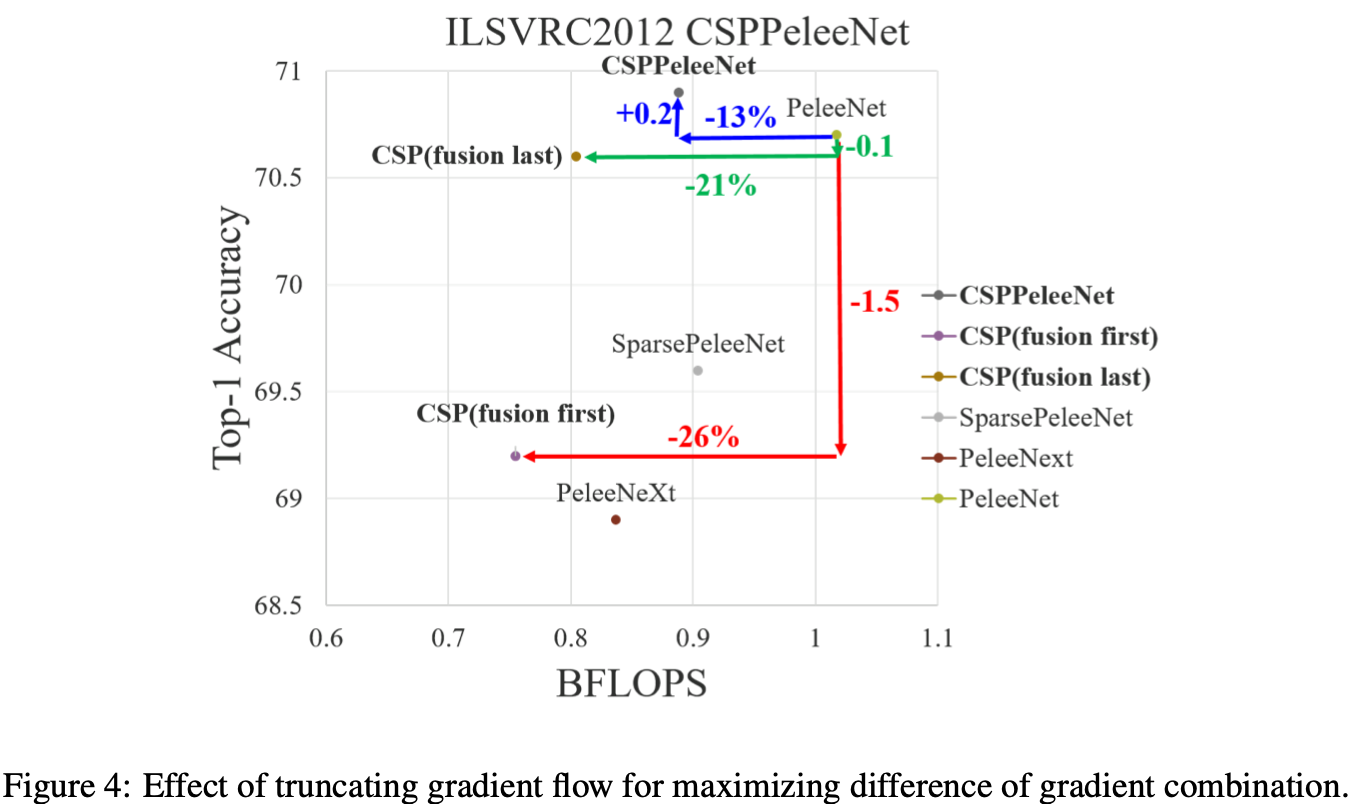 ILSVRC2012 CSPPeleeNet
CSPPeleeNet
71
+0.2
-13%
PeleeNet
CSP(fusion last)
-0.1
70.5
-21%
Top-1 Accuracy
70
-1.5
CSPPeleeNet
CSP(fusion first)
SparsePeleeNet
CSP(fusion last)
69.5
CSP(fusion first)
SparsePeleeNet
-26%
PeleeNext
PeleeNeXt
69
PeleeNet
68.5
0.6 0.7 0.8 0.9 1 1.1
BFLOPS
Figure 4: Effect of truncating gradient flow for maximizing difference of gradient combination.